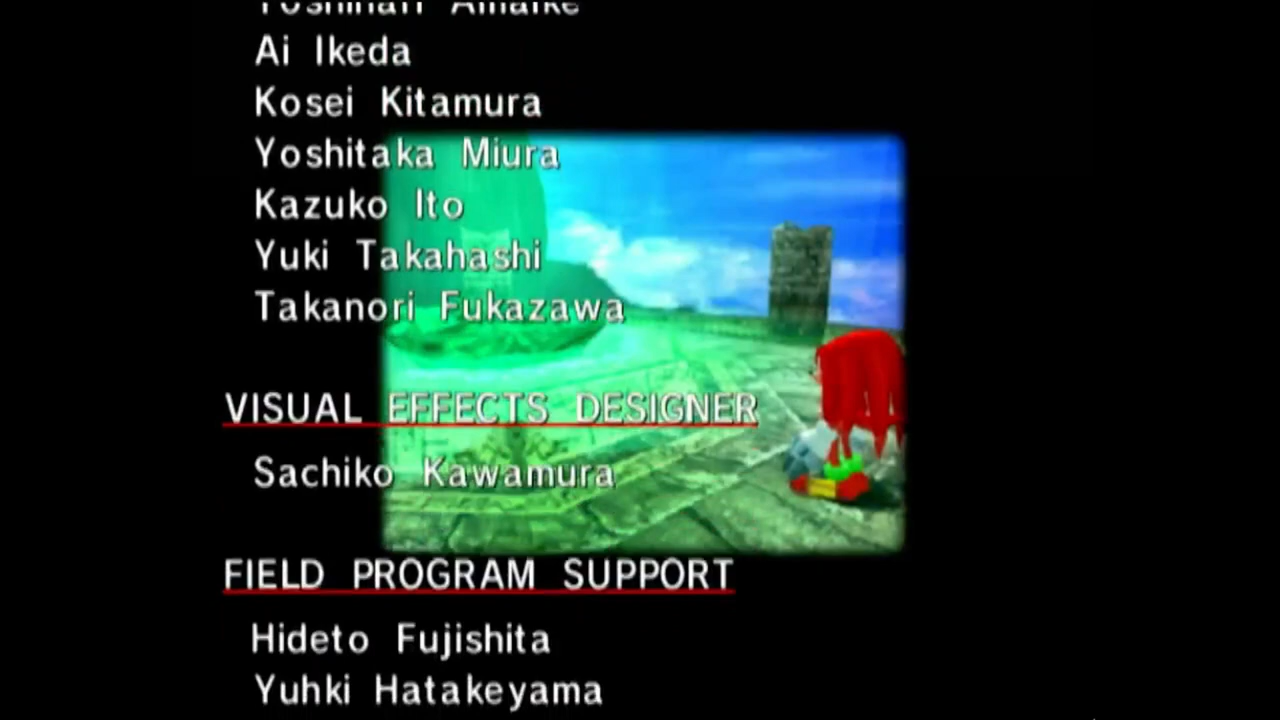 Ai Ikeda
Kosei Kitamura
Yoshitaka Miura
Kazuko Ito
Yuki Takahashi
Takanori Fukazawa
VISUAL EFFECTS DESIGNER
Sachiko Kawamura
FIELD PROGRAM SUPPORT
Hideto Fujishita
Yuhki Hatakeyama